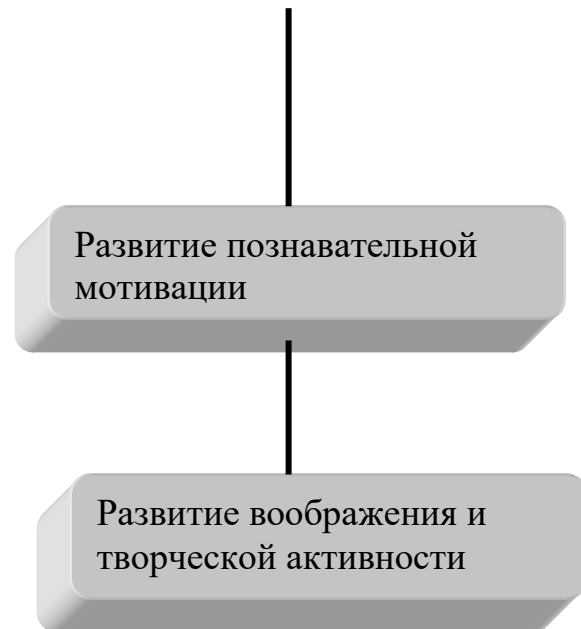 Развитие познавательной
мотивации
Развитие воображения и
творческой активности